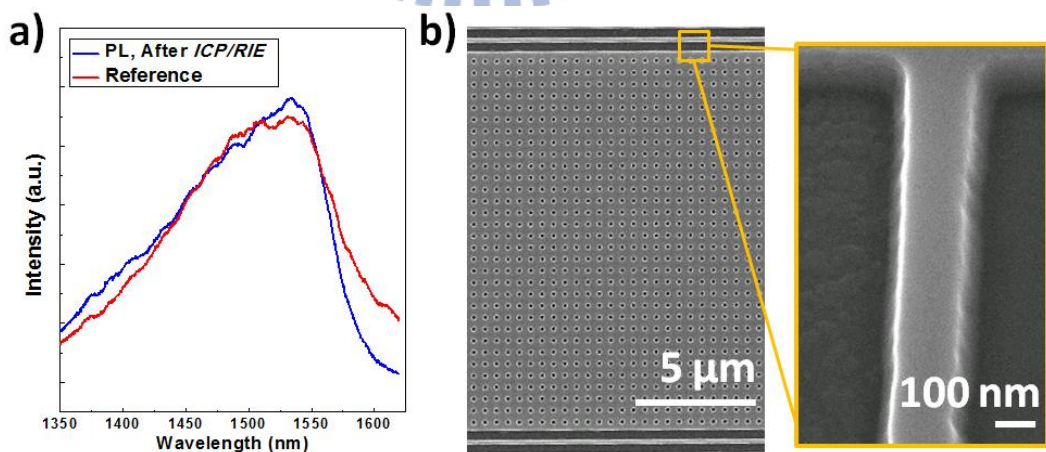 a)
PL, After ICP/RIE
Reference
Intensity (a.u.)
1350 1400 1450 1500 1550 1600
Wavelength (nm)
b)
5 μm
100 nm